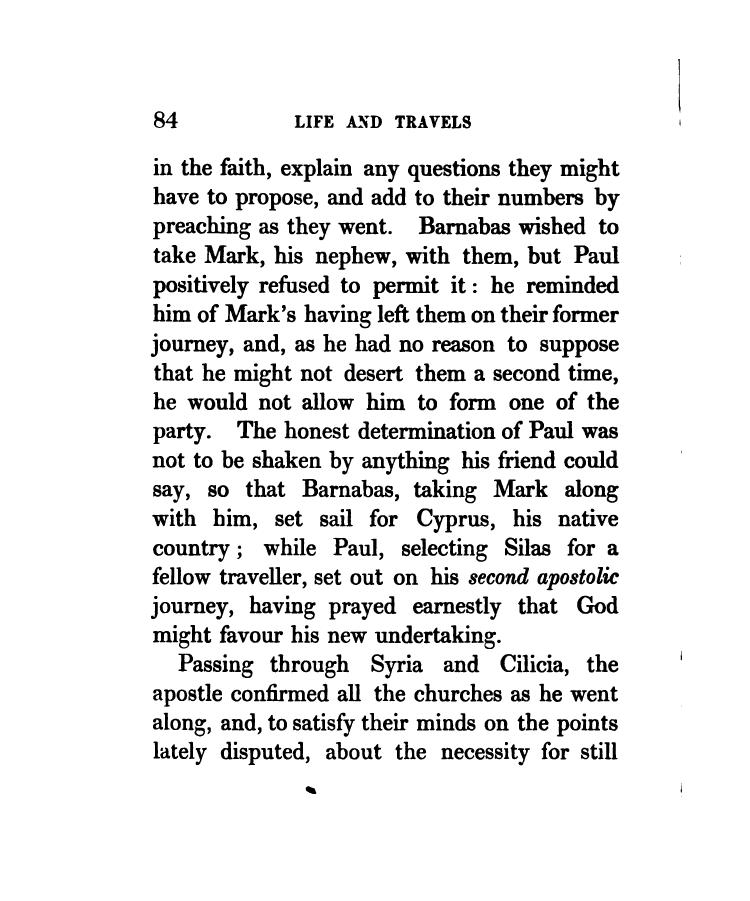 84 LIFE AND TRAVELS
in the faith, explain any questions they might
have to propose, and add to their numbers by
preaching as they went. Barnabas wished to
take Mark, his nephew, with them, but Paul
positively refused to permit it : he reminded
him of Mark's having left them on their former
journey, and, as he had no reason to suppose
that he might not desert them a second time,
he would not allow him to form one of the
party. The honest determination of Paul was
not to be shaken by anything his friend could
say, so that Barnabas, taking Mark along
with him, set sail for Cyprus, his native
country ; while Paul, selecting Silas for a
fellow traveller, set out on his second apostolic
journey, having prayed earnestly that God
might favour his new undertaking.
Passing through Syria and Cilicia, the
apostle confirmed all the churches as he went
along, and, to satisfy their minds on the points
lately disputed, about the necessity for still